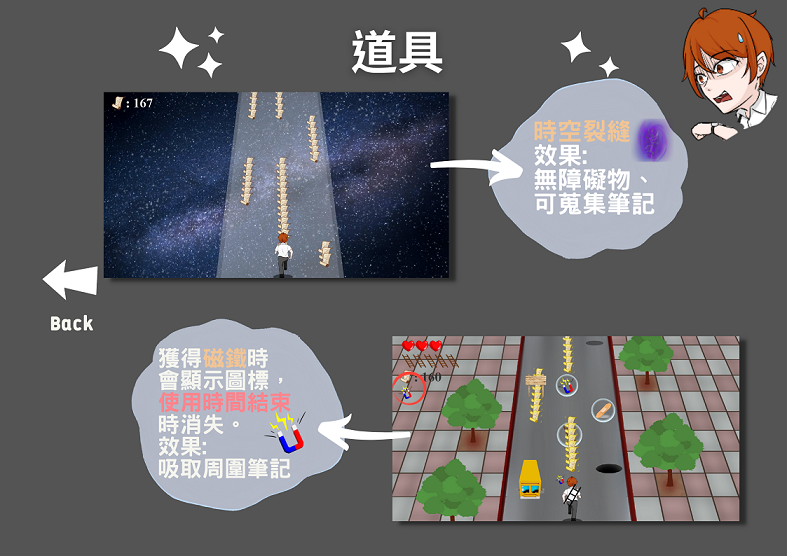 道具
: 167
時空裂縫
效果:
無障礙物、
可蒐集筆記
Back
獲得磁鐵時
會顯示圖標，
使用時間結束
時消失。
效果:
吸取周圍筆記
: 160